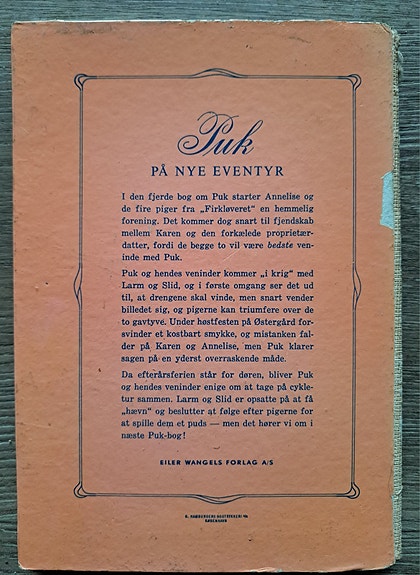 Puk
PÅ NYE EVENTYR
I den fjerde bog om Puk starter Annelise og
de fire piger fra „Firkløveret“ en hemmelig
forening. Det kommer dog snart til fjendskab
mellem Karen og den forkælede proprietær-
datter, fordi de begge to vil være bedste ven-
inde med Puk.
Puk og hendes veninder kommer „i krig“ med
Larm og Slid, og i første omgang ser det ud
til, at drengene skal vinde, men snart vender
billedet sig, og pigerne kan triumfere over de
to gavtyve. Under høstfesten på Østergård for-
svinder et kostbart smykke, og mistanken fal-
der på Karen og Annelise, men Puk klarer
sagen på en yderst overraskende måde.
Da efterårsferien står for døren, bliver Puk
og hendes veninder enige om at tage på cykle-
tur sammen. Larm og Slid er opsatte på at få
„hævn“ og beslutter at følge efter pigerne for
at spille dem et puds — men det hører vi om i
næste Puk-bog!
EILER WANGELS FORLAG A/S